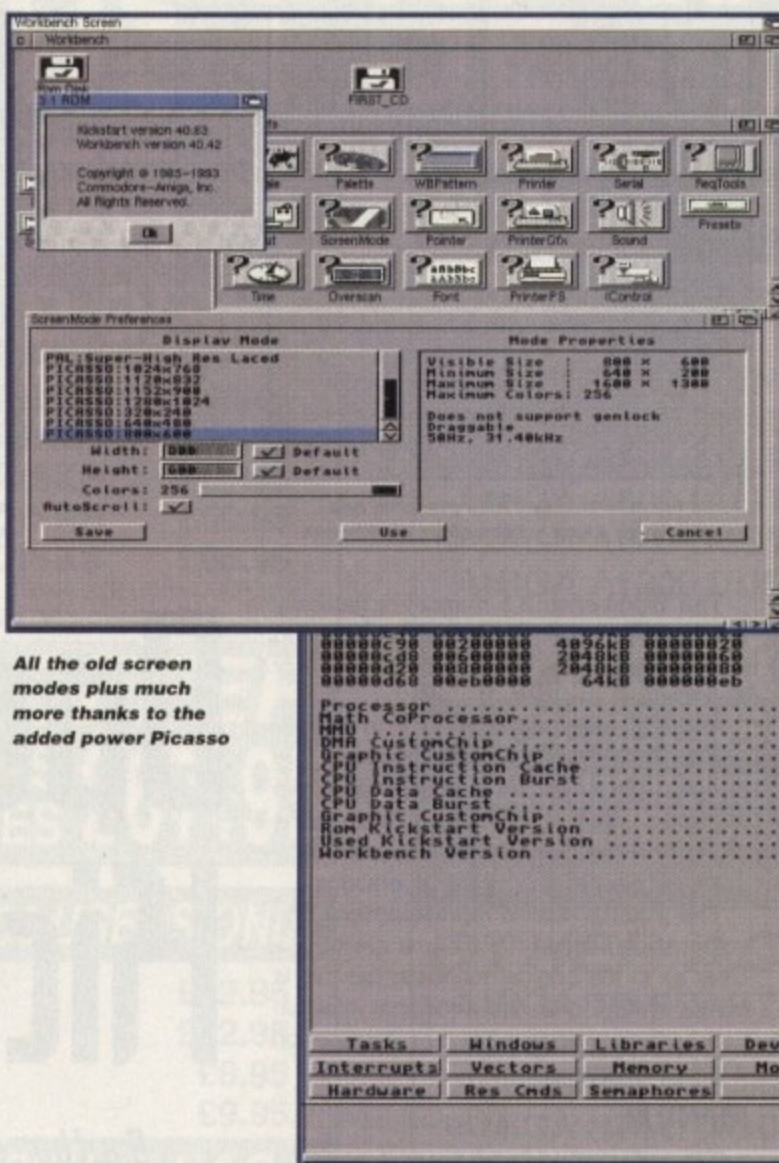 Workbench Screen
Workbench
Ram Disk
FIRST_CD
3.1 ROM
Kickstart version 40.63
Workbench version 40.42
Copyright © 1985-1993
Commodore-Amiga, Inc.
All Rights Reserved.
Ok
Palette
WBPattern
Printer
Serial
ReqTools
ScreenMode
Pointer
PrinterGfx
Sound
Presets
Time
Overscan
Font
PrinterPS
IControl
ScreenMode Preferences
Display Mode
PAL:Super-High Res Laced
PICASSO:1024x768
PICASSO:1120x832
PICASSO:1152x900
PICASSO:1280x1024
PICASSO:320x240
PICASSO:640x480
PICASSO:800x600
Width: 800 Default
Height: 600 Default
Colors: 256
AutoScroll:
Mode Properties
Visible Size : 800 x 600
Minimum Size : 640 x 200
Maximum Size : 1600 x 1300
Maximum Colors: 256
Does not support genlock
Draggable
50Hz, 31.40kHz
Save
Use
Cancel
All the old screen
modes plus much
more thanks to the
added power Picasso
64kB 000000eb
Processor ....................
Math CoProcessor....................
MMU ....................
DMA CustomChip ....................
Graphic CustomChip ....................
CPU Instruction Cache ....................
CPU Instruction Burst ....................
CPU Data Cache ....................
CPU Data Burst ....................
Graphic CustomChip ....................
Rom Kickstart Version ....................
Used Kickstart Version ....................
Workbench Version ....................
Tasks Windows Libraries Dev
Interrupts Vectors Memory Mo
Hardware Res Cmds Semaphores